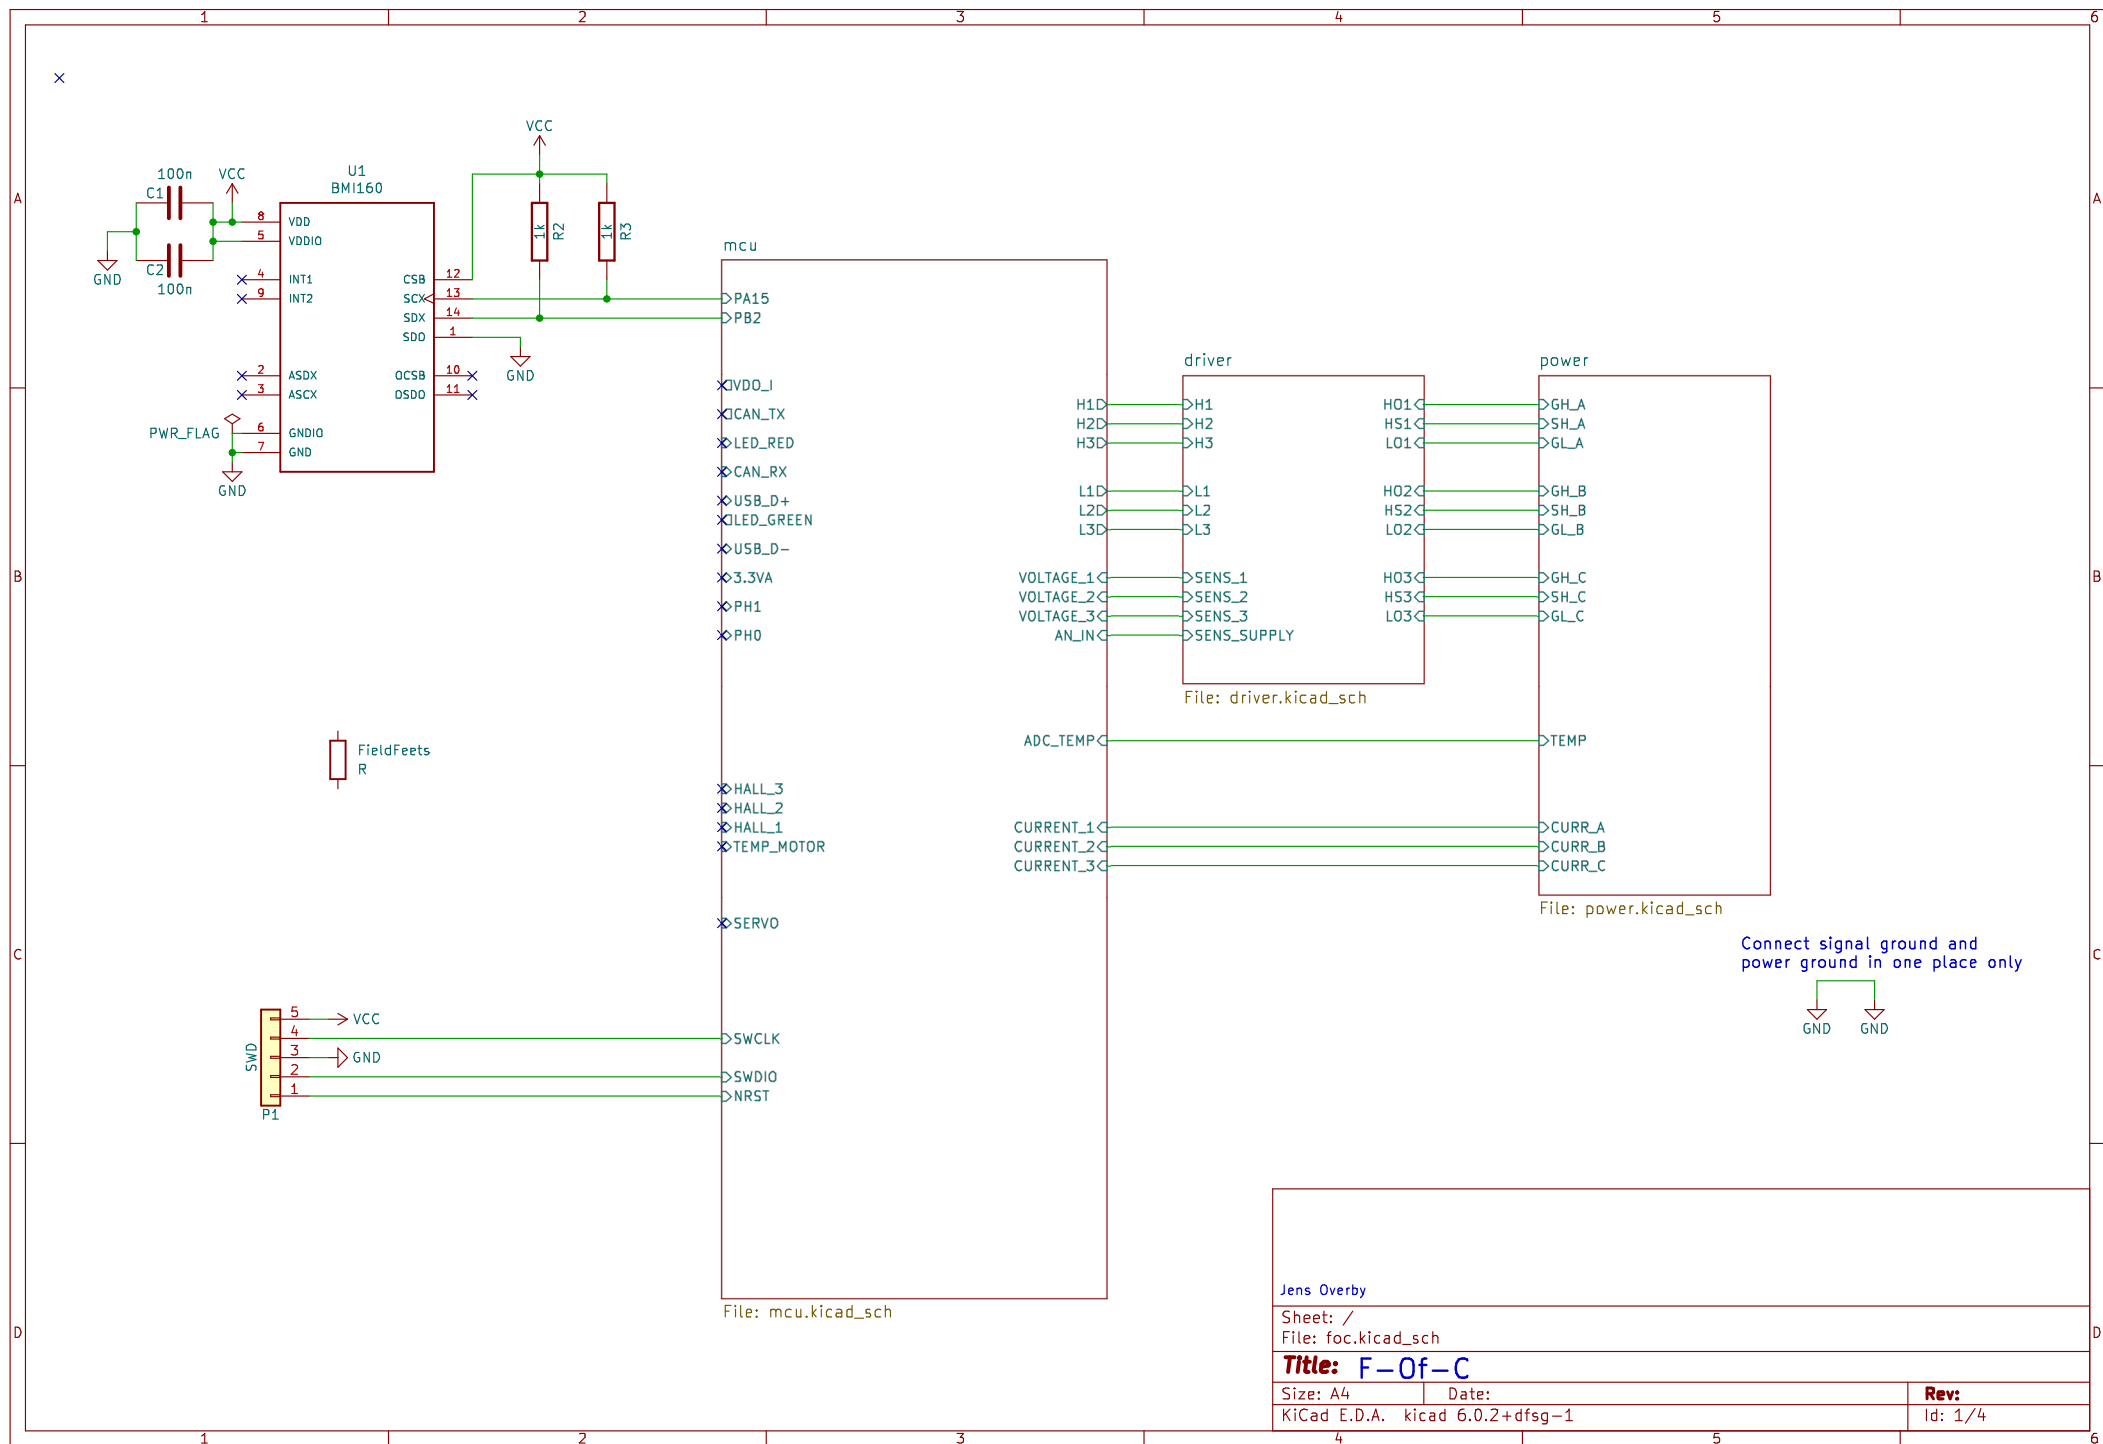 1 2 3 4 5 6
A A
B B
C C
D D
1 2 3 4 5 6
100n
C1
VCC
GND
C2
100n
U1
BMI160
8 VDD
5 VDDIO
4 INT1
9 INT2
2 ASDX
3 ASCX
6 GNDIO
7 GND
CSB 12
SCX 13
SDX 14
SDO 1
OCSB 10
OSDO 11
PWR_FLAG
GND
GND
VCC
1k R2
1k R3
mcu
PA15
PB2
VDO_I
CAN_TX
LED_RED
CAN_RX
USB_D+
LED_GREEN
USB_D-
3.3VA
PH1
PH0
HALL_3
HALL_2
HALL_1
TEMP_MOTOR
SERVO
SWCLK
SWDIO
NRST
H1
H2
H3
L1
L2
L3
VOLTAGE_1
VOLTAGE_2
VOLTAGE_3
AN_IN
ADC_TEMP
CURRENT_1
CURRENT_2
CURRENT_3
File: mcu.kicad_sch
driver
H1
H2
H3
L1
L2
L3
SENS_1
SENS_2
SENS_3
SENS_SUPPLY
HO1
HS1
LO1
HO2
HS2
LO2
HO3
HS3
LO3
File: driver.kicad_sch
power
GH_A
SH_A
GL_A
GH_B
SH_B
GL_B
GH_C
SH_C
GL_C
TEMP
CURR_A
CURR_B
CURR_C
File: power.kicad_sch
FieldFeets
R
SWD
5 VCC
4
3 GND
2
1
P1
Connect signal ground and
power ground in one place only
GND GND
Jens Overby
Sheet: /
File: foc.kicad_sch
Title: F-Of-C
Size: A4 Date: Rev:
KiCad E.D.A. kicad 6.0.2+dfsg-1 Id: 1/4